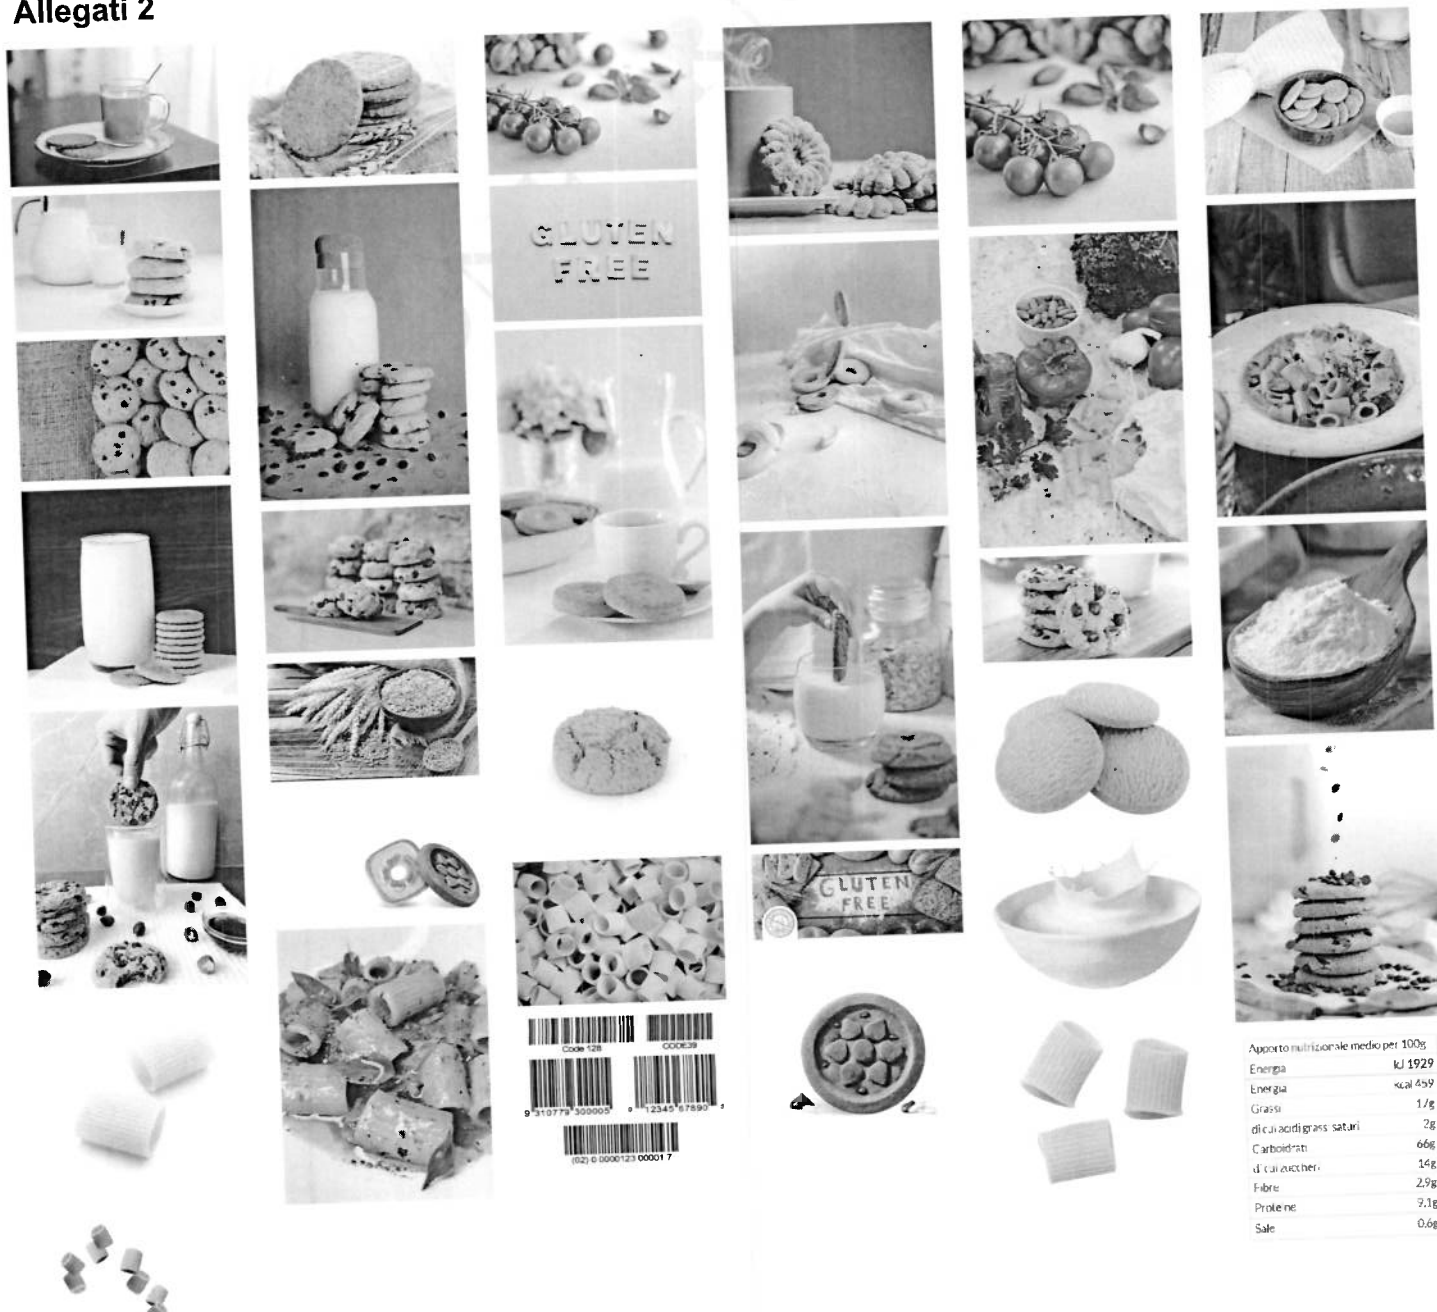 Allegati 2
GLUTEN
FREE
GLUTEN
FREE
Code 128
CODE39
9 310779 300005
0 12345 67890 5
(02) 0 0000123 00001 7
Apporto nutrizionale medio per 100g
Energia kJ 1929
Energia kcal 459
Grassi 17g
di cui acidi grassi saturi 2g
Carboidrati 66g
di cui zuccheri 14g
Fibre 2,9g
Proteine 9,1g
Sale 0,6g